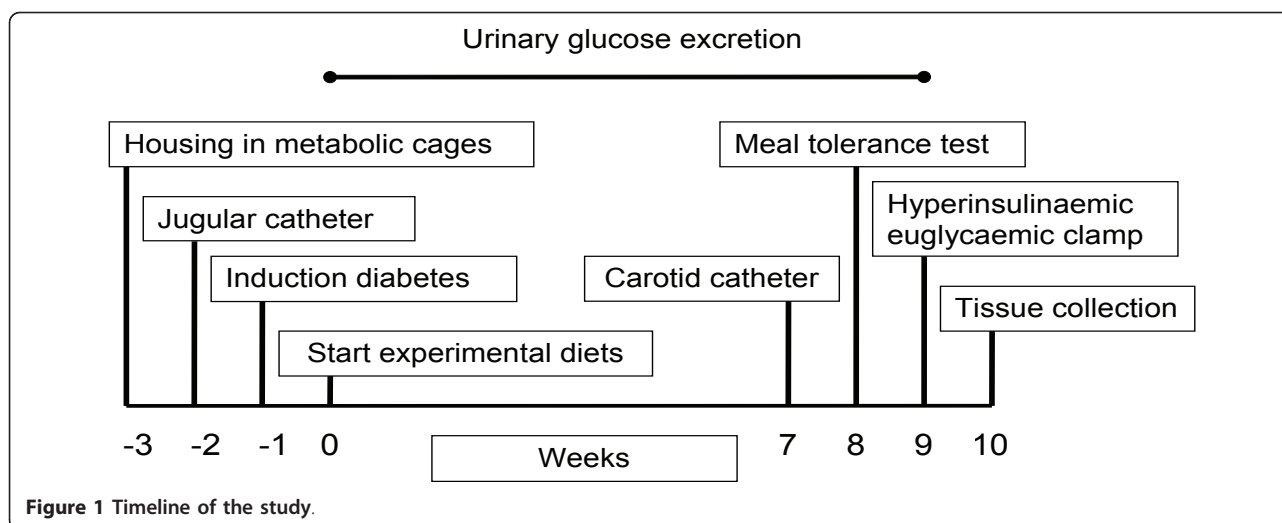 Urinary glucose excretion
Housing in metabolic cages
Meal tolerance test
Jugular catheter
Hyperinsulinaemic
euglycaemic clamp
Induction diabetes
Carotid catheter
Tissue collection
Start experimental diets
-3 -2 -1 0 7 8 9 10
Weeks
Figure 1 Timeline of the study.